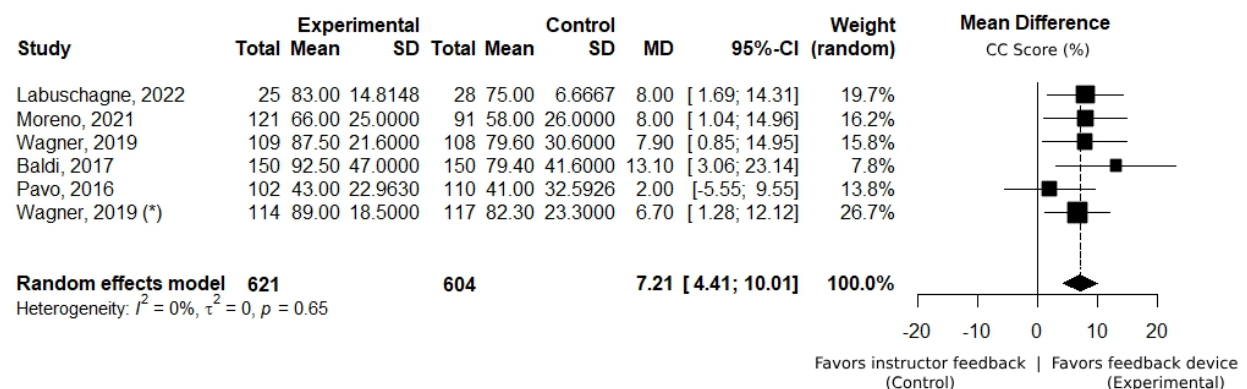 Experimental Control Weight Mean Difference
Study Total Mean SD Total Mean SD MD 95%-CI (random) CC Score (%)
Labuschagne, 2022 25 83.00 14.8148 28 75.00 6.6667 8.00 [ 1.69; 14.31] 19.7%
Moreno, 2021 121 66.00 25.0000 91 58.00 26.0000 8.00 [ 1.04; 14.96] 16.2%
Wagner, 2019 109 87.50 21.6000 108 79.60 30.6000 7.90 [ 0.85; 14.95] 15.8%
Baldi, 2017 150 92.50 47.0000 150 79.40 41.6000 13.10 [ 3.06; 23.14] 7.8%
Pavo, 2016 102 43.00 22.9630 110 41.00 32.5926 2.00 [-5.55; 9.55] 13.8%
Wagner, 2019 (*) 114 89.00 18.5000 117 82.30 23.3000 6.70 [ 1.28; 12.12] 26.7%
Random effects model 621 604 7.21 [ 4.41; 10.01] 100.0%
Heterogeneity: I² = 0%, τ² = 0, p = 0.65
-20 -10 0 10 20
Favors instructor feedback | Favors feedback device
(Control) (Experimental)